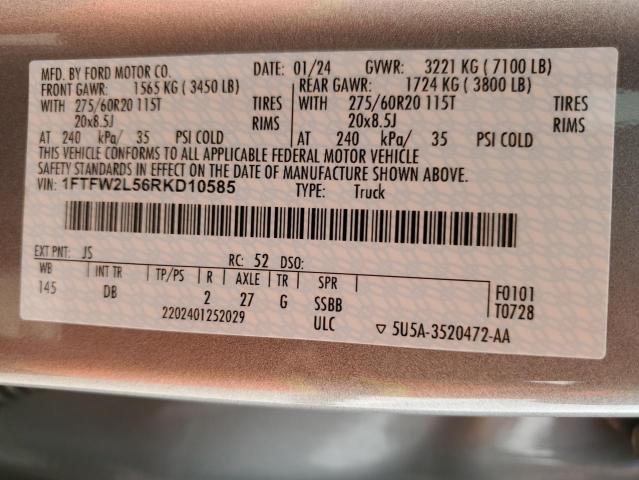 MFD. BY FORD MOTOR CO. DATE: 01/24 GVWR: 3221 KG ( 7100 LB)
FRONT GAWR: 1565 KG ( 3450 LB) REAR GAWR: 1724 KG ( 3800 LB)
WITH 275/60R20 115T TIRES WITH 275/60R20 115T TIRES
20x8.5J RIMS 20x8.5J RIMS
AT 240 kPa/ 35 PSI COLD AT 240 kPa/ 35 PSI COLD
THIS VEHICLE CONFORMS TO ALL APPLICABLE FEDERAL MOTOR VEHICLE
SAFETY STANDARDS IN EFFECT ON THE DATE OF MANUFACTURE SHOWN ABOVE.
VIN: 1FTFW2L56RKD10585 TYPE: Truck
EXT PNT: JS RC: 52 DSO:
WB INT TR TP/PS R AXLE TR SPR F0101
145 DB 2 27 G SSBB T0728
2202401252029 ULC ▽ 5U5A-3520472-AA